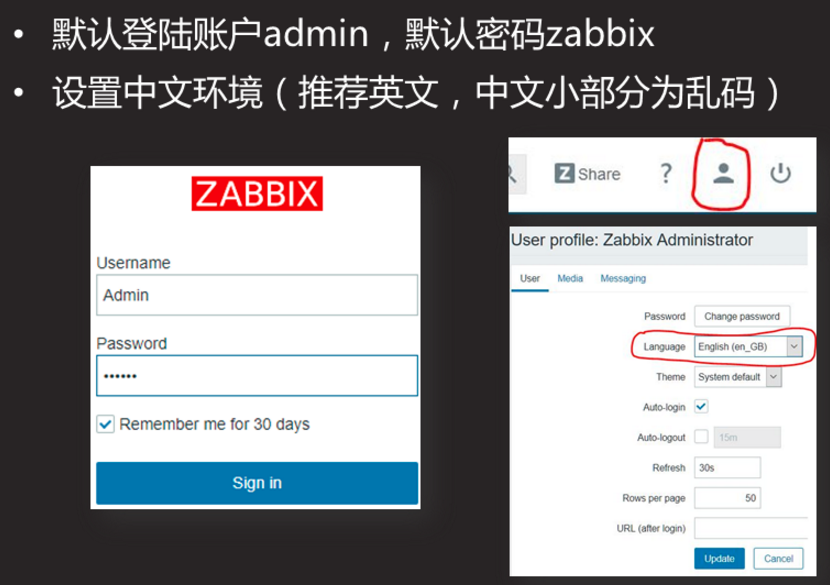 • 默认登陆账户admin，默认密码zabbix
• 设置中文环境（推荐英文，中文小部分为乱码）
ZABBIX
Username
Admin
Password
••••••
Remember me for 30 days
Sign in
Z Share ?
User profile: Zabbix Administrator
User Media Messaging
Password Change password
Language English (en_GB)
Theme System default
Auto-login
Auto-logout 15m
Refresh 30s
Rows per page 50
URL (after login)
Update Cancel